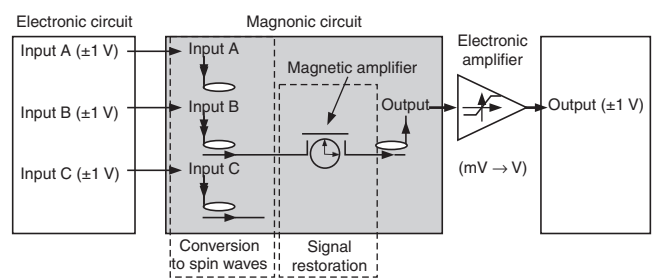 Electronic circuit
Magnonic circuit
Input A (±1 V)
Input B (±1 V)
Input C (±1 V)
Input A
Input B
Input C
Conversion
to spin waves
Magnetic amplifier
Signal
restoration
Output
Electronic
amplifier
(mV → V)
Output (±1 V)